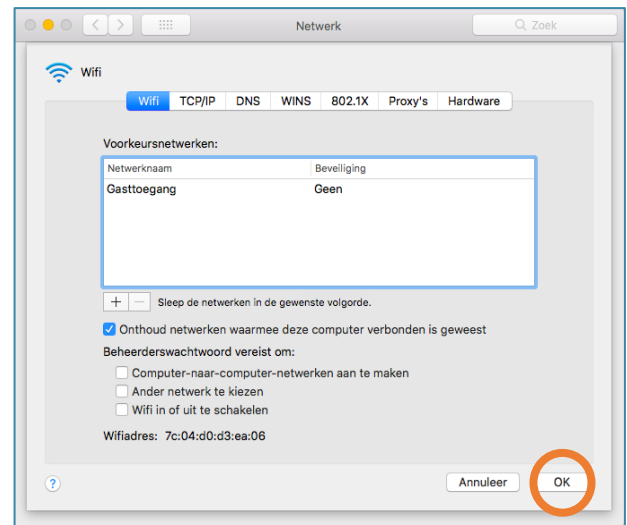 Netwerk
Zoek
Wifi
Wifi TCP/IP DNS WINS 802.1X Proxy's Hardware
Voorkeursnetwerken:
Netwerknaam Beveiliging
Gasttoegang Geen
+ − Sleep de netwerken in de gewenste volgorde.
Onthoud netwerken waarmee deze computer verbonden is geweest
Beheerderswachtwoord vereist om:
Computer-naar-computer-netwerken aan te maken
Ander netwerk te kiezen
Wifi in of uit te schakelen
Wifiadres: 7c:04:d0:d3:ea:06
? Annuleer OK